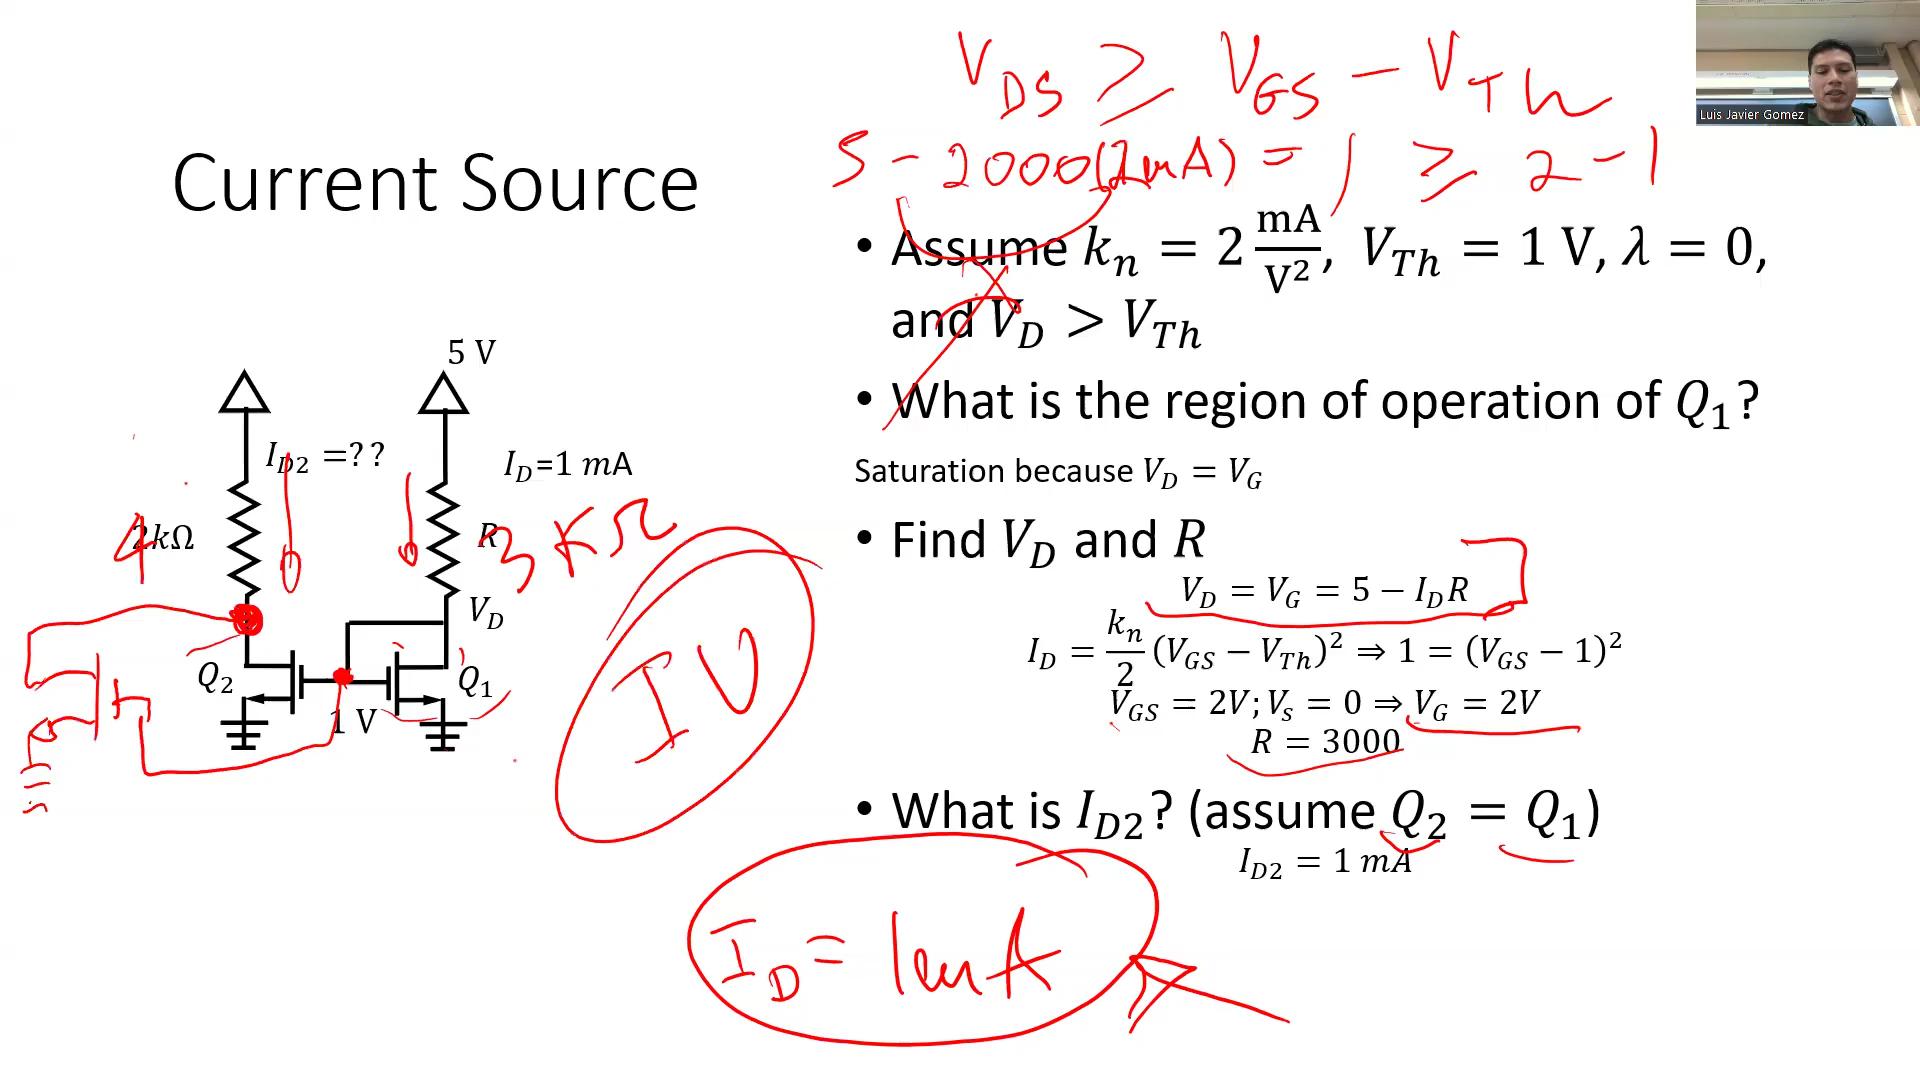 V_DS ≥ V_GS − V_Th
5 − 2000(2mA) = 1 ≥ 2 − 1
Luis Javier Gomez
Current Source
• Assume k_n = 2 mA/V², V_Th = 1 V, λ = 0,
and V_D > V_Th
• What is the region of operation of Q_1?
Saturation because V_D = V_G
• Find V_D and R
V_D = V_G = 5 − I_D R
I_D = k_n/2 (V_GS − V_Th)² ⇒ 1 = (V_GS − 1)²
V_GS = 2V; V_s = 0 ⇒ V_G = 2V
R = 3000
• What is I_D2? (assume Q_2 = Q_1)
I_D2 = 1 mA
I_D = 1mA
5 V
I_D2 =??
I_D=1 mA
4
2kΩ
R
3KΩ
V_D
Q_2
Q_1
1 V